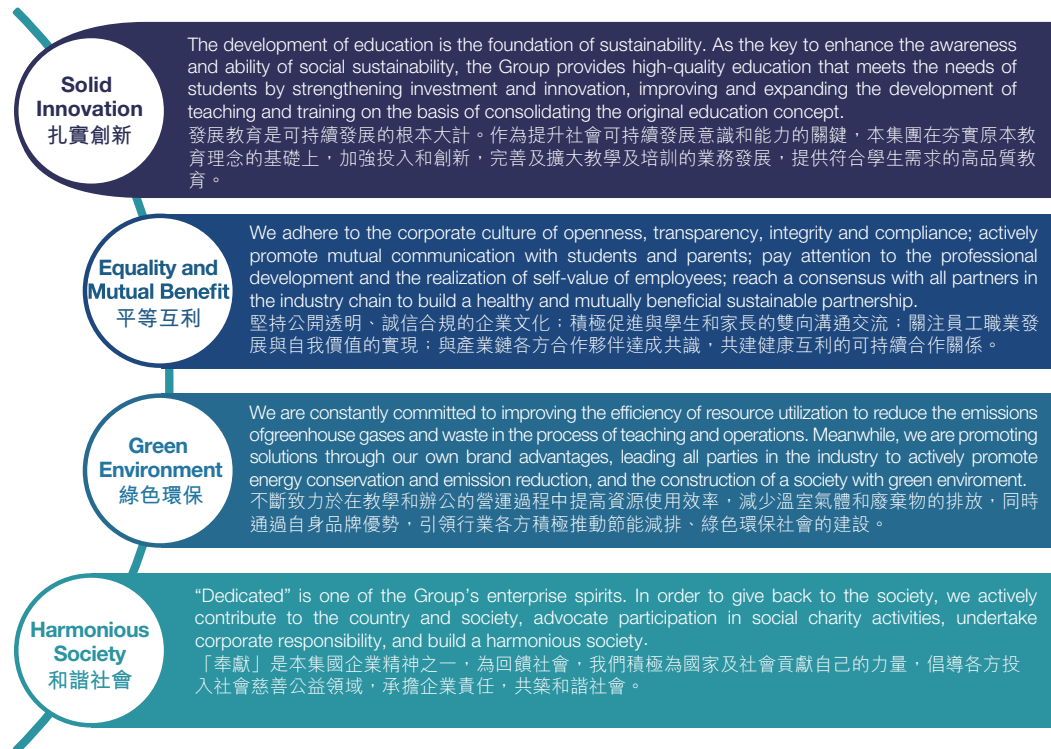 Solid
Innovation
扎實創新
The development of education is the foundation of sustainability. As the key to enhance the awareness
and ability of social sustainability, the Group provides high-quality education that meets the needs of
students by strengthening investment and innovation, improving and expanding the development of
teaching and training on the basis of consolidating the original education concept.
發展教育是可持續發展的根本大計。作為提升社會可持續發展意識和能力的關鍵，本集團在夯實原本教
育理念的基礎上，加強投入和創新，完善及擴大教學及培訓的業務發展，提供符合學生需求的高品質教
育。
Equality and
Mutual Benefit
平等互利
We adhere to the corporate culture of openness, transparency, integrity and compliance; actively
promote mutual communication with students and parents; pay attention to the professional
development and the realization of self-value of employees; reach a consensus with all partners in
the industry chain to build a healthy and mutually beneficial sustainable partnership.
堅持公開透明、誠信合規的企業文化；積極促進與學生和家長的雙向溝通交流；關注員工職業發
展與自我價值的實現；與產業鏈各方合作夥伴達成共識，共建健康互利的可持續合作關係。
Green
Environment
綠色環保
We are constantly committed to improving the efficiency of resource utilization to reduce the emissions
ofgreenhouse gases and waste in the process of teaching and operations. Meanwhile, we are promoting
solutions through our own brand advantages, leading all parties in the industry to actively promote
energy conservation and emission reduction, and the construction of a society with green enviroment.
不斷致力於在教學和辦公的營運過程中提高資源使用效率，減少溫室氣體和廢棄物的排放，同時
通過自身品牌優勢，引領行業各方積極推動節能減排、綠色環保社會的建設。
Harmonious
Society
和諧社會
“Dedicated” is one of the Group’s enterprise spirits. In order to give back to the society, we actively
contribute to the country and society, advocate participation in social charity activities, undertake
corporate responsibility, and build a harmonious society.
「奉獻」是本集國企業精神之一，為回饋社會，我們積極為國家及社會貢獻自己的力量，倡導各方投
入社會慈善公益領域，承擔企業責任，共築和諧社會。